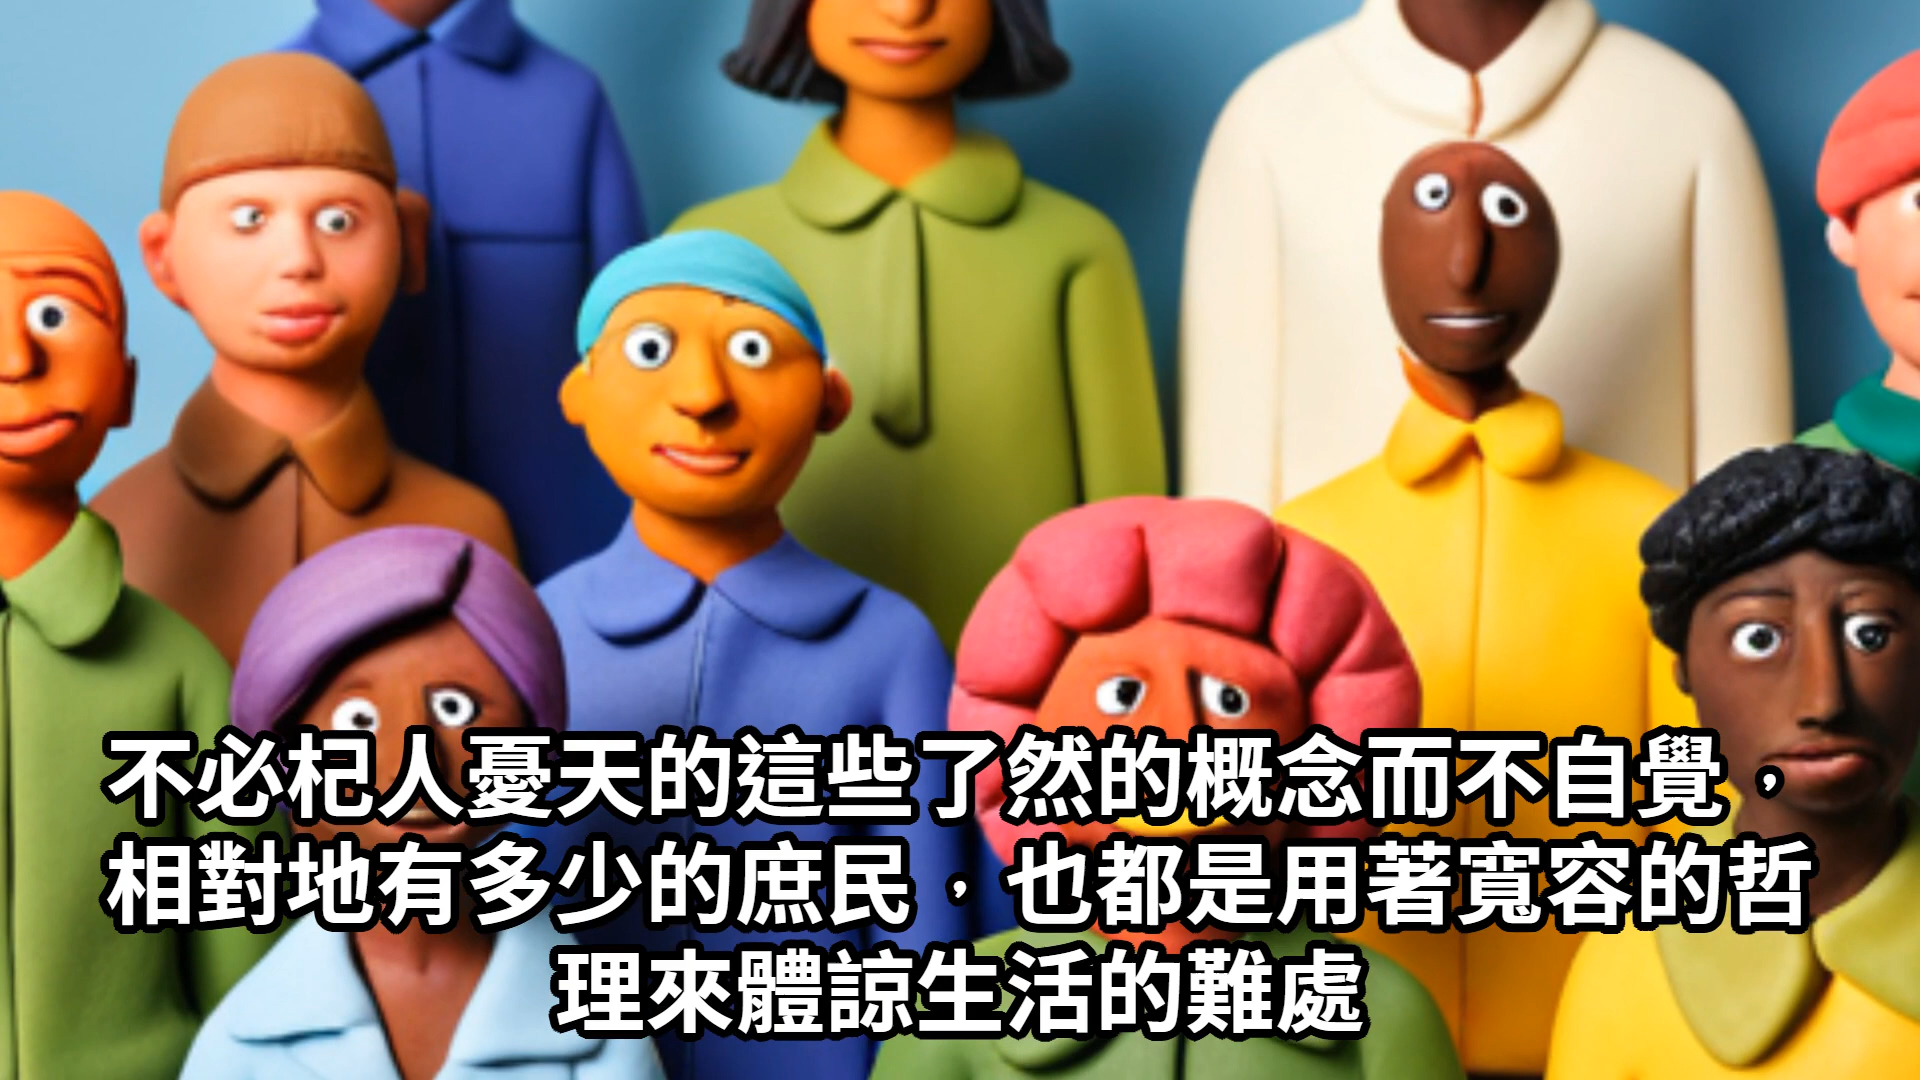 不必杞人憂天的這些了然的概念而不自覺，
相對地有多少的庶民，也都是用著寬容的哲
理來體諒生活的難處